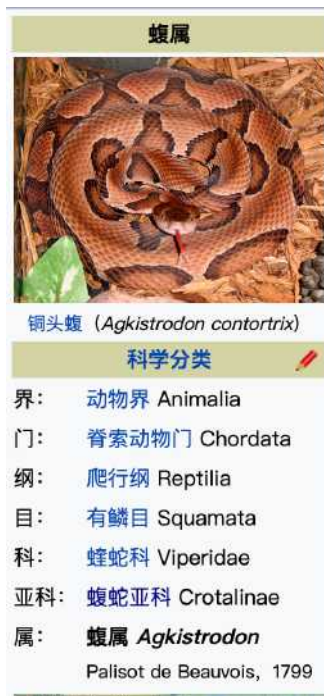 蝮属
铜头蝮（Agkistrodon contortrix）
科学分类
界： 动物界 Animalia
门： 脊索动物门 Chordata
纲： 爬行纲 Reptilia
目： 有鳞目 Squamata
科： 蝰蛇科 Viperidae
亚科： 蝮蛇亚科 Crotalinae
属： 蝮属 Agkistrodon
Palisot de Beauvois，1799